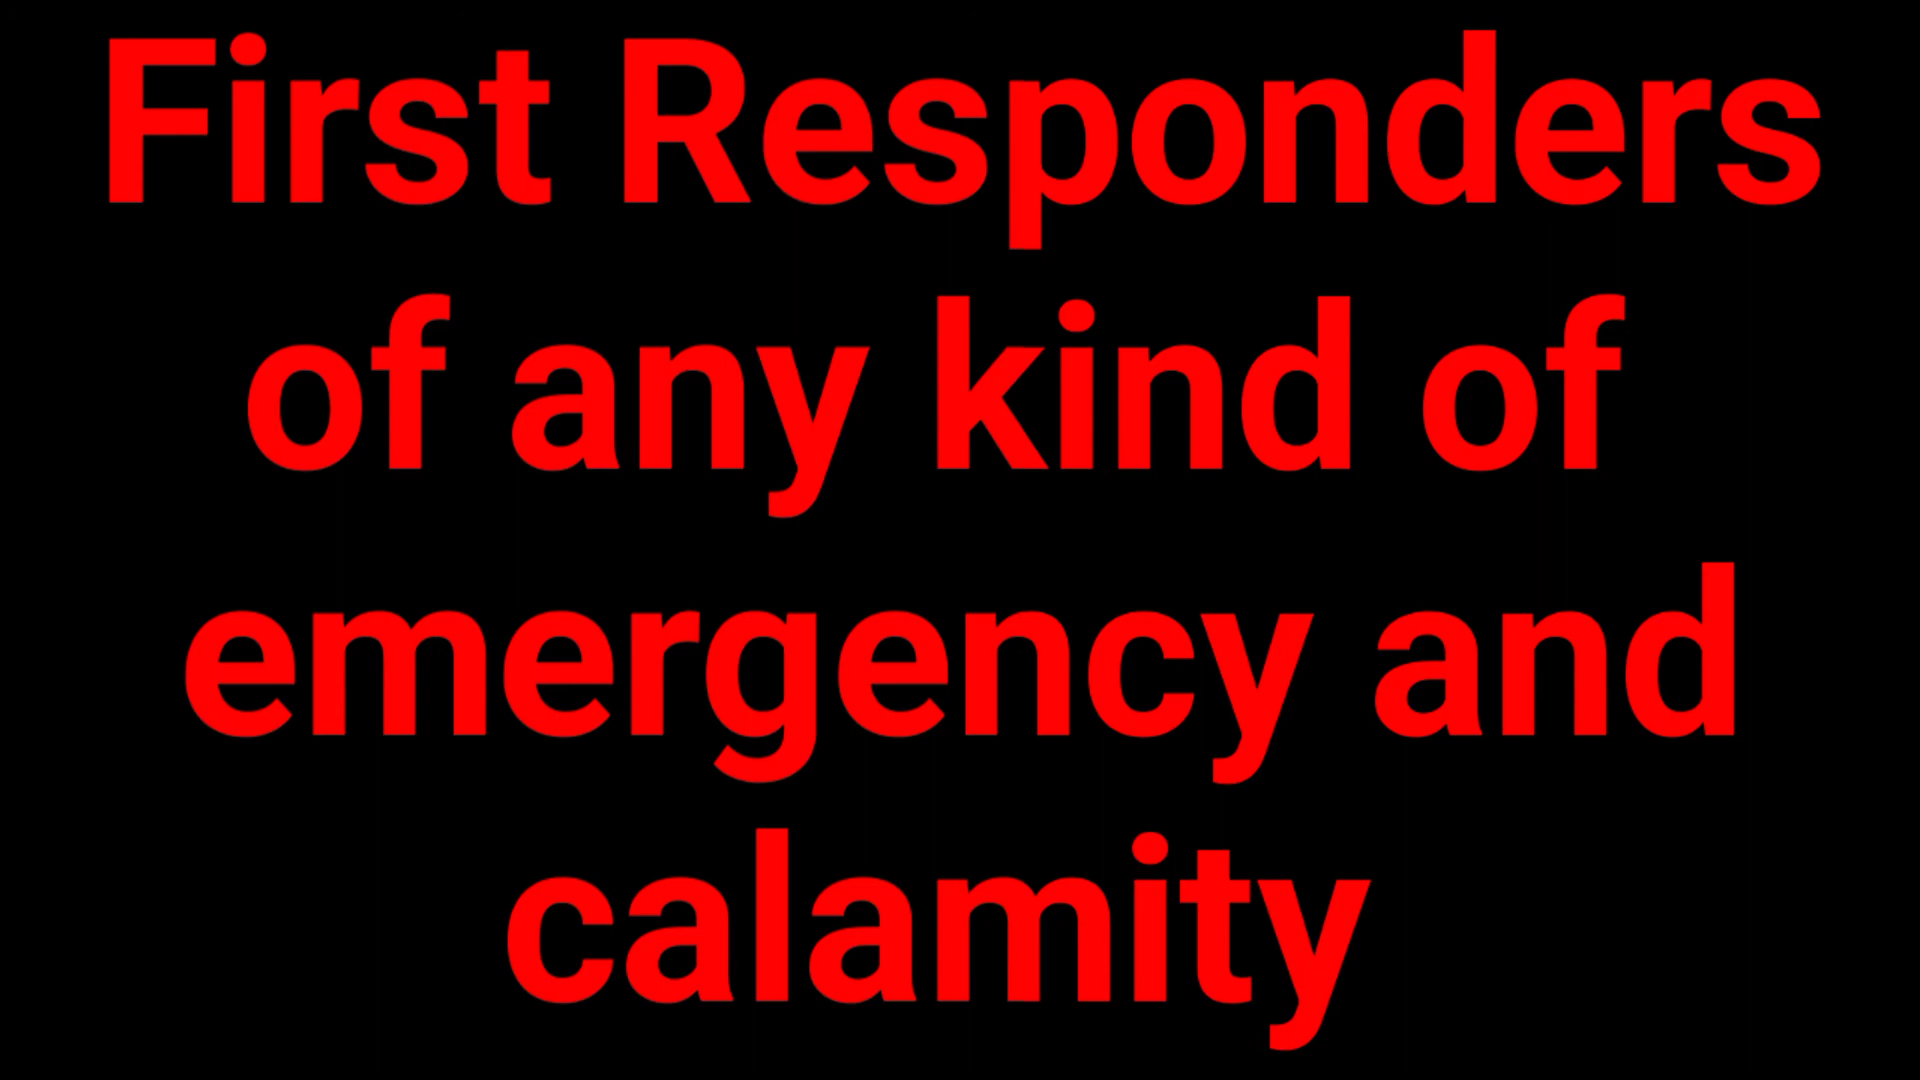 First Responders
of any kind of
emergency and
calamity